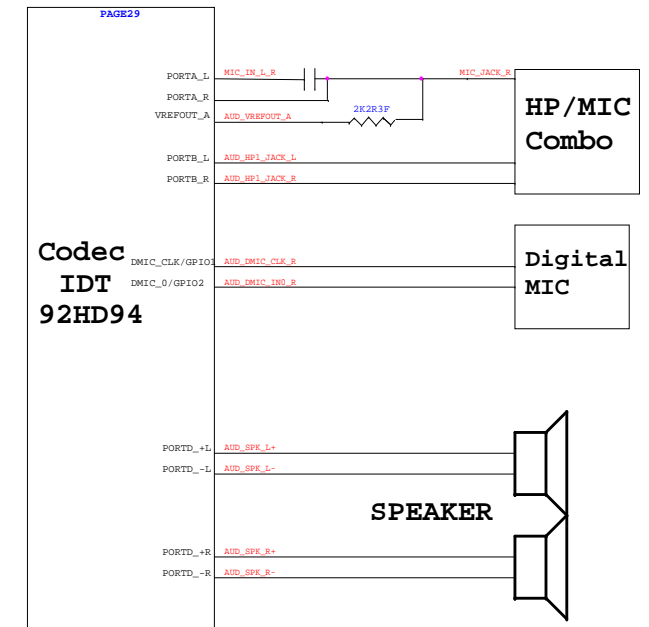 PAGE29
PORTA_L MIC_IN_L_R MIC_JACK_R
PORTA_R
VREFOUT_A AUD_VREFOUT_A 2K2R3F
HP/MIC
Combo
PORTB_L AUD_HP1_JACK_L
PORTB_R AUD_HP1_JACK_R
Codec
IDT
92HD94
DMIC_CLK/GPIO1 AUD_DMIC_CLK_R
DMIC_0/GPIO2 AUD_DMIC_IN0_R
Digital
MIC
PORTD_+L AUD_SPK_L+
PORTD_-L AUD_SPK_L-
SPEAKER
PORTD_+R AUD_SPK_R+
PORTD_-R AUD_SPK_R-